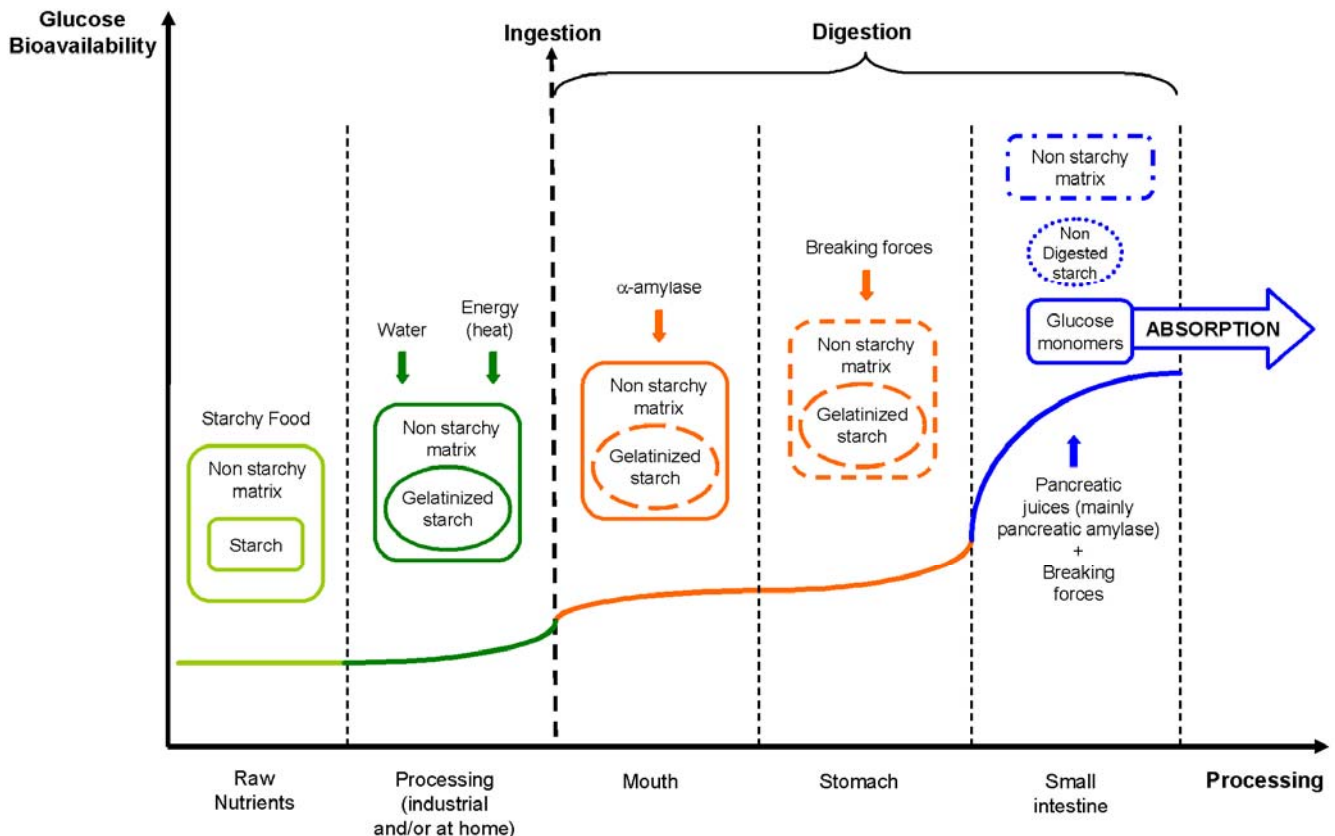 Glucose
Bioavailability
Ingestion
Digestion
Starchy Food
Non starchy
matrix
Starch
Water
Energy
(heat)
Non starchy
matrix
Gelatinized
starch
α-amylase
Non starchy
matrix
Gelatinized
starch
Breaking forces
Non starchy
matrix
Gelatinized
starch
Non starchy
matrix
Non
Digested
starch
Glucose
monomers
ABSORPTION
Pancreatic
juices (mainly
pancreatic amylase)
+
Breaking
forces
Raw
Nutrients
Processing
(industrial
and/or at home)
Mouth
Stomach
Small
intestine
Processing